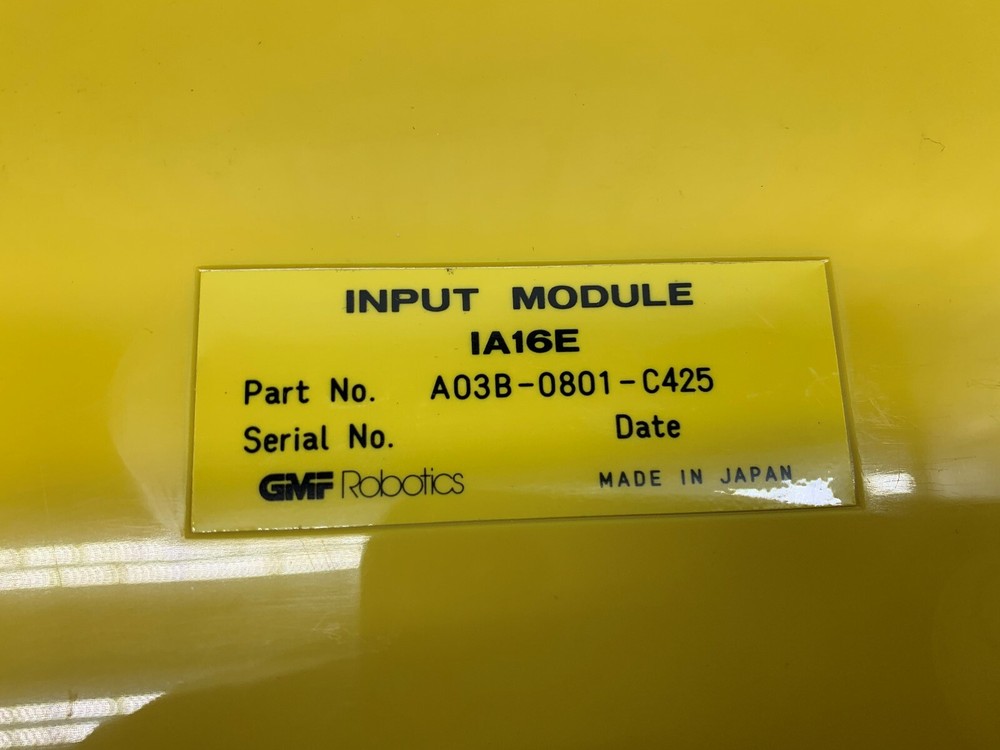 INPUT MODULE
IA16E
Part No. A03B-0801-C425
Serial No. Date
GMF Robotics MADE IN JAPAN